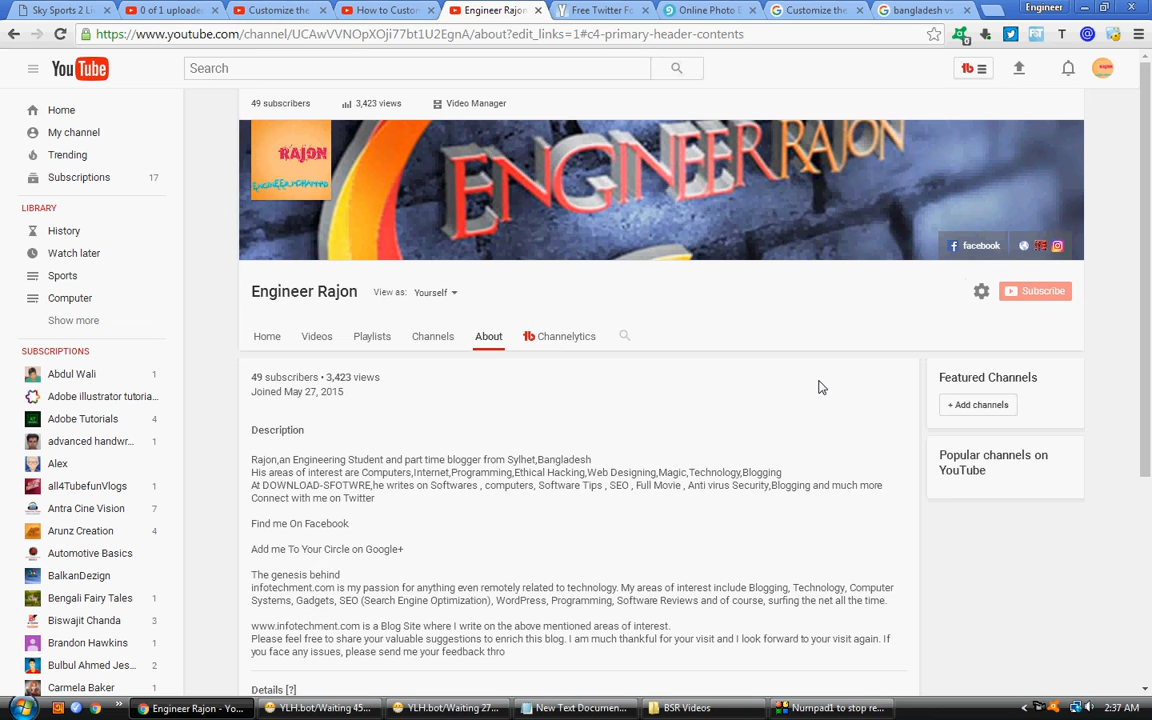 Sky Sports 2 Li
0 of 1 uploade
Customize the
How to Custor
Engineer Rajon
Free Twitter Fo
Online Photo D
Customize the
bangladesh vs
Engineer
https://www.youtube.com/channel/UCAwVVNOpXOji77bt1U2EgnA/about?edit_links=1#c4-primary-header-contents
YouTube
Search
Home
My channel
Trending
Subscriptions 17
LIBRARY
History
Watch later
Sports
Computer
Show more
SUBSCRIPTIONS
Abdul Wali 1
Adobe illustrator tutoria...
Adobe Tutorials 4
advanced handwr... 1
Alex
all4TubefunVlogs 1
Antra Cine Vision 7
Arunz Creation 4
Automotive Basics
BalkanDezign
Bengali Fairy Tales 1
Biswajit Chanda 3
Brandon Hawkins 1
Bulbul Ahmed Jes... 2
Carmela Baker 1
49 subscribers 3,423 views Video Manager
RAJON
ENGINEER RAJON
facebook
Engineer Rajon View as: Yourself
Subscribe
Home Videos Playlists Channels About Channelytics
49 subscribers • 3,423 views
Joined May 27, 2015
Description
Rajon,an Engineering Student and part time blogger from Sylhet,Bangladesh
His areas of interest are Computers,Internet,Programming,Ethical Hacking,Web Designing,Magic,Technology,Blogging
At DOWNLOAD-SFOTWRE,he writes on Softwares , computers, Software Tips , SEO , Full Movie , Anti virus Security,Blogging and much more
Connect with me on Twitter
Find me On Facebook
Add me To Your Circle on Google+
The genesis behind
infotechment.com is my passion for anything even remotely related to technology. My areas of interest include Blogging, Technology, Computer
Systems, Gadgets, SEO (Search Engine Optimization), WordPress, Programming, Software Reviews and of course, surfing the net all the time.
www.infotechment.com is a Blog Site where I write on the above mentioned areas of interest.
Please feel free to share your valuable suggestions to enrich this blog. I am much thankful for your visit and I look forward to your visit again. If
you face any issues, please send me your feedback thro
Details [?]
Featured Channels
+ Add channels
Popular channels on
YouTube
Engineer Rajon - Yo...
YLH.bot/Waiting 45...
YLH.bot/Waiting 27...
New Text Documen...
BSR Videos
Numpad1 to stop re...
2:37 AM